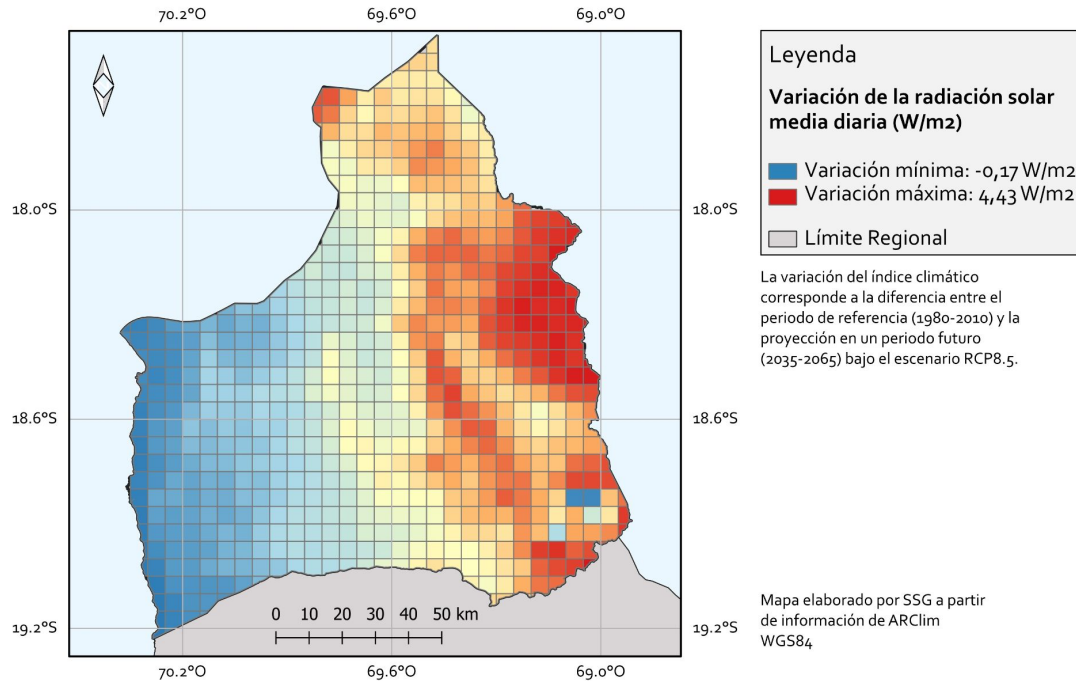 70.2°O 69.6°O 69.0°O
Leyenda
Variación de la radiación solar
media diaria (W/m2)
Variación mínima: -0,17 W/m2
Variación máxima: 4,43 W/m2
Límite Regional
18.0°S 18.0°S
La variación del índice climático
corresponde a la diferencia entre el
periodo de referencia (1980-2010) y la
proyección en un periodo futuro
(2035-2065) bajo el escenario RCP8.5.
18.6°S 18.6°S
0 10 20 30 40 50 km
19.2°S 19.2°S
Mapa elaborado por SSG a partir
de información de ARClim
WGS84
70.2°O 69.6°O 69.0°O